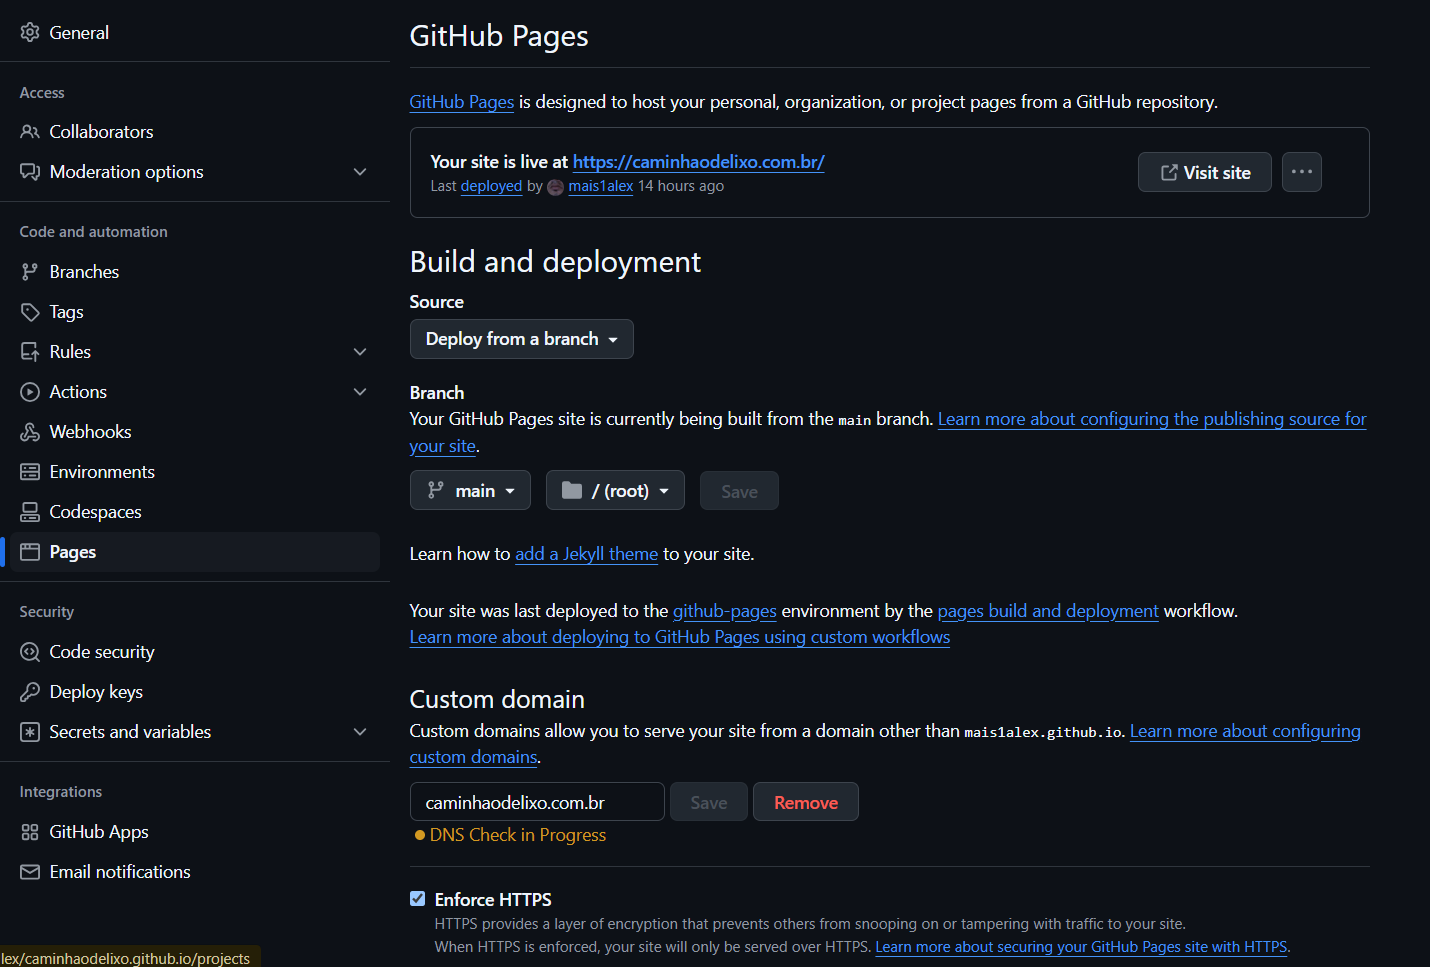 General
Access
Collaborators
Moderation options
Code and automation
Branches
Tags
Rules
Actions
Webhooks
Environments
Codespaces
Pages
Security
Code security
Deploy keys
Secrets and variables
Integrations
GitHub Apps
Email notifications
lex/caminhaodelixo.github.io/projects
GitHub Pages
GitHub Pages is designed to host your personal, organization, or project pages from a GitHub repository.
Your site is live at https://caminhaodelixo.com.br/
Last deployed by mais1alex 14 hours ago
Visit site
Build and deployment
Source
Deploy from a branch
Branch
Your GitHub Pages site is currently being built from the main branch. Learn more about configuring the publishing source for
your site.
main / (root) Save
Learn how to add a Jekyll theme to your site.
Your site was last deployed to the github-pages environment by the pages build and deployment workflow.
Learn more about deploying to GitHub Pages using custom workflows
Custom domain
Custom domains allow you to serve your site from a domain other than mais1alex.github.io. Learn more about configuring
custom domains.
caminhaodelixo.com.br Save Remove
DNS Check in Progress
Enforce HTTPS
HTTPS provides a layer of encryption that prevents others from snooping on or tampering with traffic to your site.
When HTTPS is enforced, your site will only be served over HTTPS. Learn more about securing your GitHub Pages site with HTTPS.